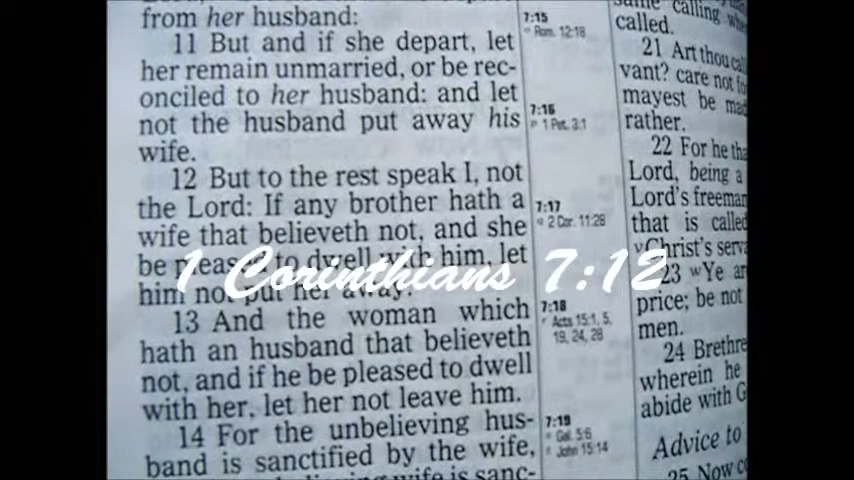 from her husband:
11 But and if she depart, let
her remain unmarried, or be rec-
onciled to her husband: and let
not the husband put away his
wife.
12 But to the rest speak I, not
the Lord: If any brother hath a
wife that believeth not, and she
be pleased to dwell with him, let
him not put her away.
13 And the woman which
hath an husband that believeth
not, and if he be pleased to dwell
with her, let her not leave him.
14 For the unbelieving hus-
band is sanctified by the wife,
wife is sanc-
1 Corinthians 7:12
7:15
Rom. 12:18
7:16
1 Pet. 3:1
7:17
2 Cor. 11:28
7:18
Acts 15:1, 5,
19, 24, 28
7:19
Gal. 5:6
John 15:14
same calling
called.
21 Art thou
vant? care not
mayest be
rather.
22 For he
Lord, being a
Lord's freeman
that is called
Christ's
23 w Ye
price; be not
men.
24
wherein he
abide with
Advice to
25 Now